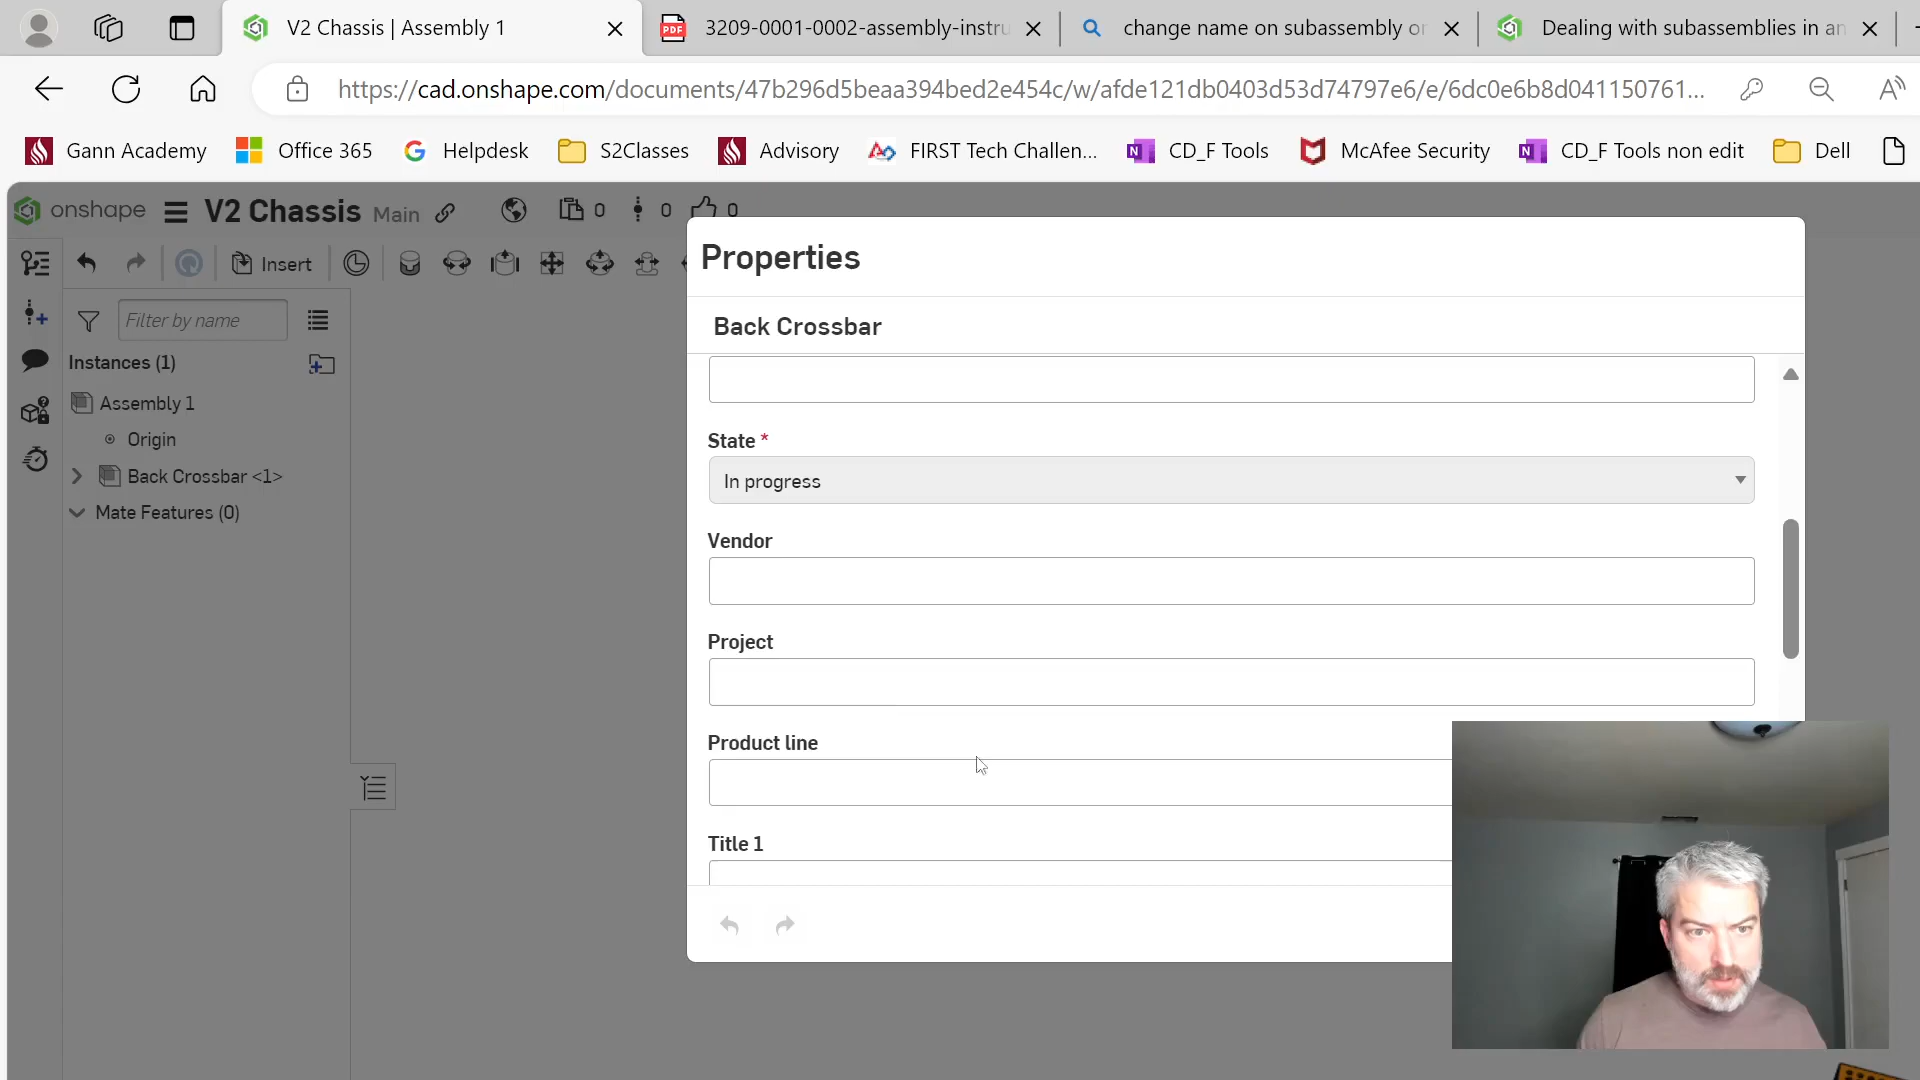 V2 Chassis | Assembly 1
3209-0001-0002-assembly-instru
change name on subassembly or
Dealing with subassemblies in an
https://cad.onshape.com/documents/47b296d5beaa394bed2e454c/w/afde121db0403d53d74797e6/e/6dc0e6b8d041150761...
Gann Academy
Office 365
Helpdesk
S2Classes
Advisory
FIRST Tech Challen...
CD_F Tools
McAfee Security
CD_F Tools non edit
Dell
onshape
V2 Chassis Main
0
0
0
Insert
Filter by name
Instances (1)
Assembly 1
Origin
Back Crossbar <1>
Mate Features (0)
Properties
Back Crossbar
State *
In progress
Vendor
Project
Product line
Title 1